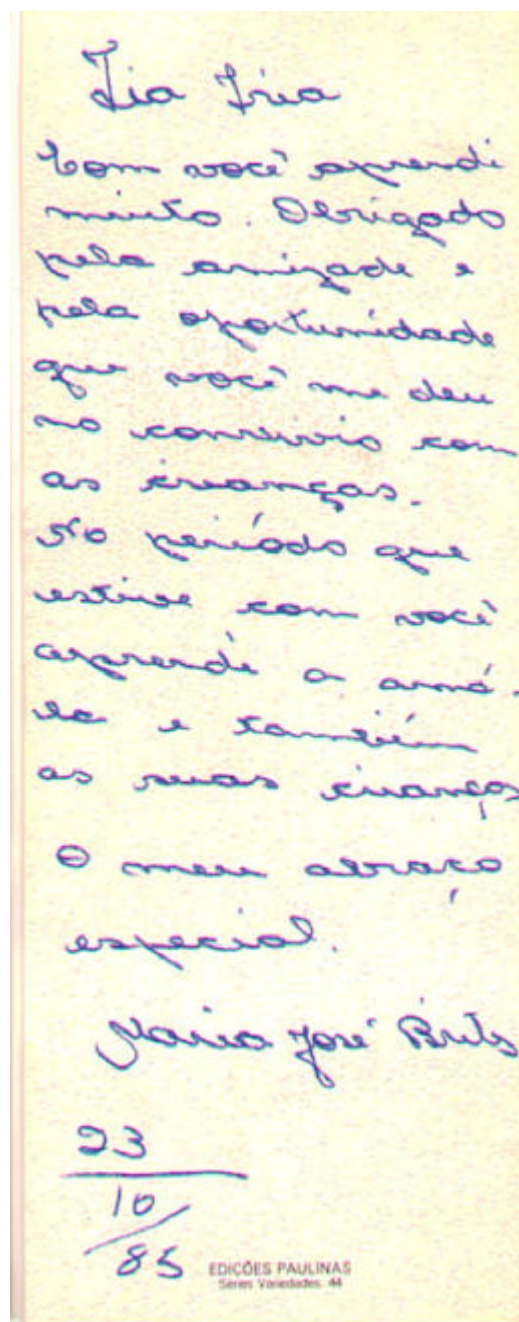 Tia Íria
Com você aprendi
muito. Obrigado
pela amizade e
pela oportunidade
que você me deu
no convívio com
as crianças.
No período que
estive com você
aprendi a amá-
la e também
as suas crianças
O meu abraço
especial.
Maria José Brito
23
10
85
EDIÇÕES PAULINAS
Séries Variedades. 44